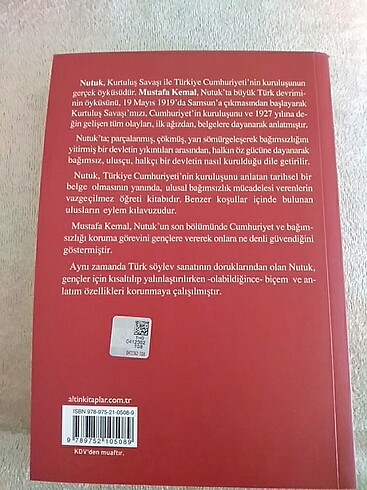 Nutuk, Kurtuluş Savaşı ile Türkiye Cumhuriyeti'nin kuruluşunun
gerçek öyküsüdür. Mustafa Kemal, Nutuk'ta büyük Türk devrimi-
nin öyküsünü, 19 Mayıs 1919'da Samsun'a çıkmasından başlayarak
Kurtuluş Savaşı'mızı, Cumhuriyet'in kuruluşunu ve 1927 yılına de-
ğin gelişen tüm olayları, ilk ağızdan, belgelere dayanarak anlatmıştır.
Nutuk'ta; parçalanmış, çökmüş, yarı sömürgeleşerek bağımsızlığını
yitirmiş bir devletin yıkıntıları arasından, halkın öz gücüne dayanarak
bağımsız, ulusçu, halkçı bir devletin nasıl kurulduğu dile getirilir.
Nutuk, Türkiye Cumhuriyeti'nin kuruluşunu anlatan tarihsel bir
belge olmasının yanında, ulusal bağımsızlık mücadelesi verenlerin
vazgeçilmez öğreti kitabıdır. Benzer koşullar içinde bulunan
ulusların eylem kılavuzudur.
Mustafa Kemal, Nutuk'un son bölümünde Cumhuriyet ve bağım-
sızlığı koruma görevini gençlere vererek onlara ne denli güvendiğini
göstermiştir.
Aynı zamanda Türk söylev sanatının doruklarından olan Nutuk,
gençler için kısaltılıp yalınlaştırılırken -olabildiğince- biçem ve an-
latım özellikleri korunmaya çalışılmıştır.
0412352
altinkitaplar.com.tr
ISBN 978-975-21-0508-9
9 789752 105089
KDV'den muaftır.